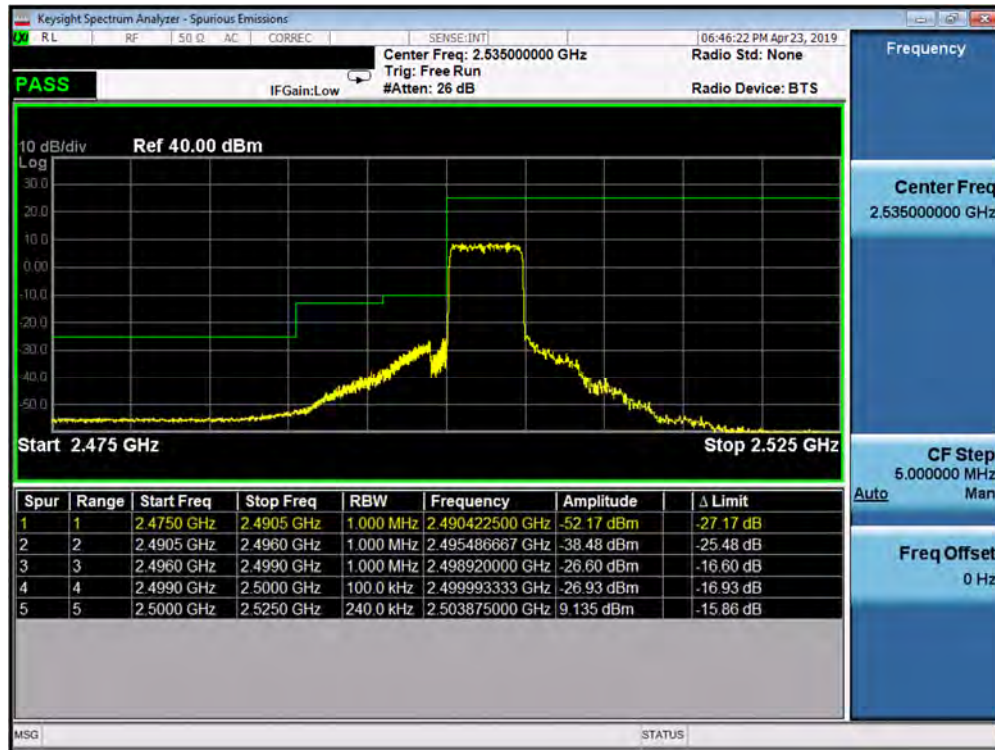 Keysight Spectrum Analyzer - Spurious Emissions
RL RF 50 Ω AC CORREC SENSE:INT 06:46:22 PM Apr 23, 2019
Center Freq: 2.535000000 GHz Radio Std: None
Trig: Free Run
PASS IFGain:Low #Atten: 26 dB Radio Device: BTS
10 dB/div Ref 40.00 dBm
Log
30.0
20.0
10.0
0.00
-10.0
-20.0
-30.0
-40.0
-50.0
Start 2.475 GHz Stop 2.525 GHz
Spur Range Start Freq Stop Freq RBW Frequency Amplitude Δ Limit
1 1 2.4750 GHz 2.4905 GHz 1.000 MHz 2.490422500 GHz -52.17 dBm -27.17 dB
2 2 2.4905 GHz 2.4960 GHz 1.000 MHz 2.495486667 GHz -38.48 dBm -25.48 dB
3 3 2.4960 GHz 2.4990 GHz 1.000 MHz 2.498920000 GHz -26.60 dBm -16.60 dB
4 4 2.4990 GHz 2.5000 GHz 100.0 kHz 2.499993333 GHz -26.93 dBm -16.93 dB
5 5 2.5000 GHz 2.5250 GHz 240.0 kHz 2.503875000 GHz 9.135 dBm -15.86 dB
MSG STATUS
Frequency
Center Freq
2.535000000 GHz
CF Step
5.000000 MHz
Auto Man
Freq Offset
0 Hz